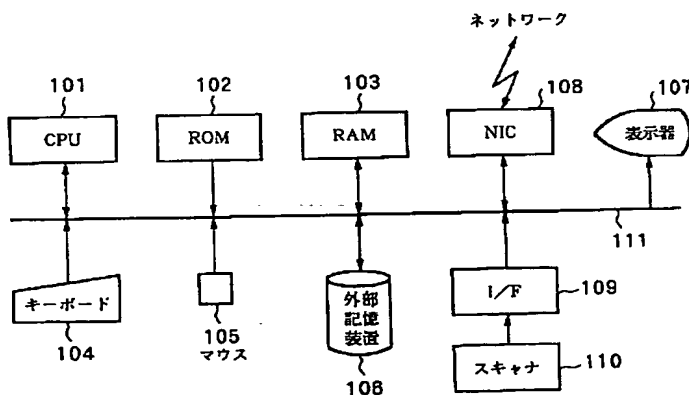 ネットワーク
101
102
103
108
107
CPU
ROM
RAM
NIC
表示器
111
キーボード
104
105
マウス
外部
記憶
装置
106
I/F
109
スキャナ
110